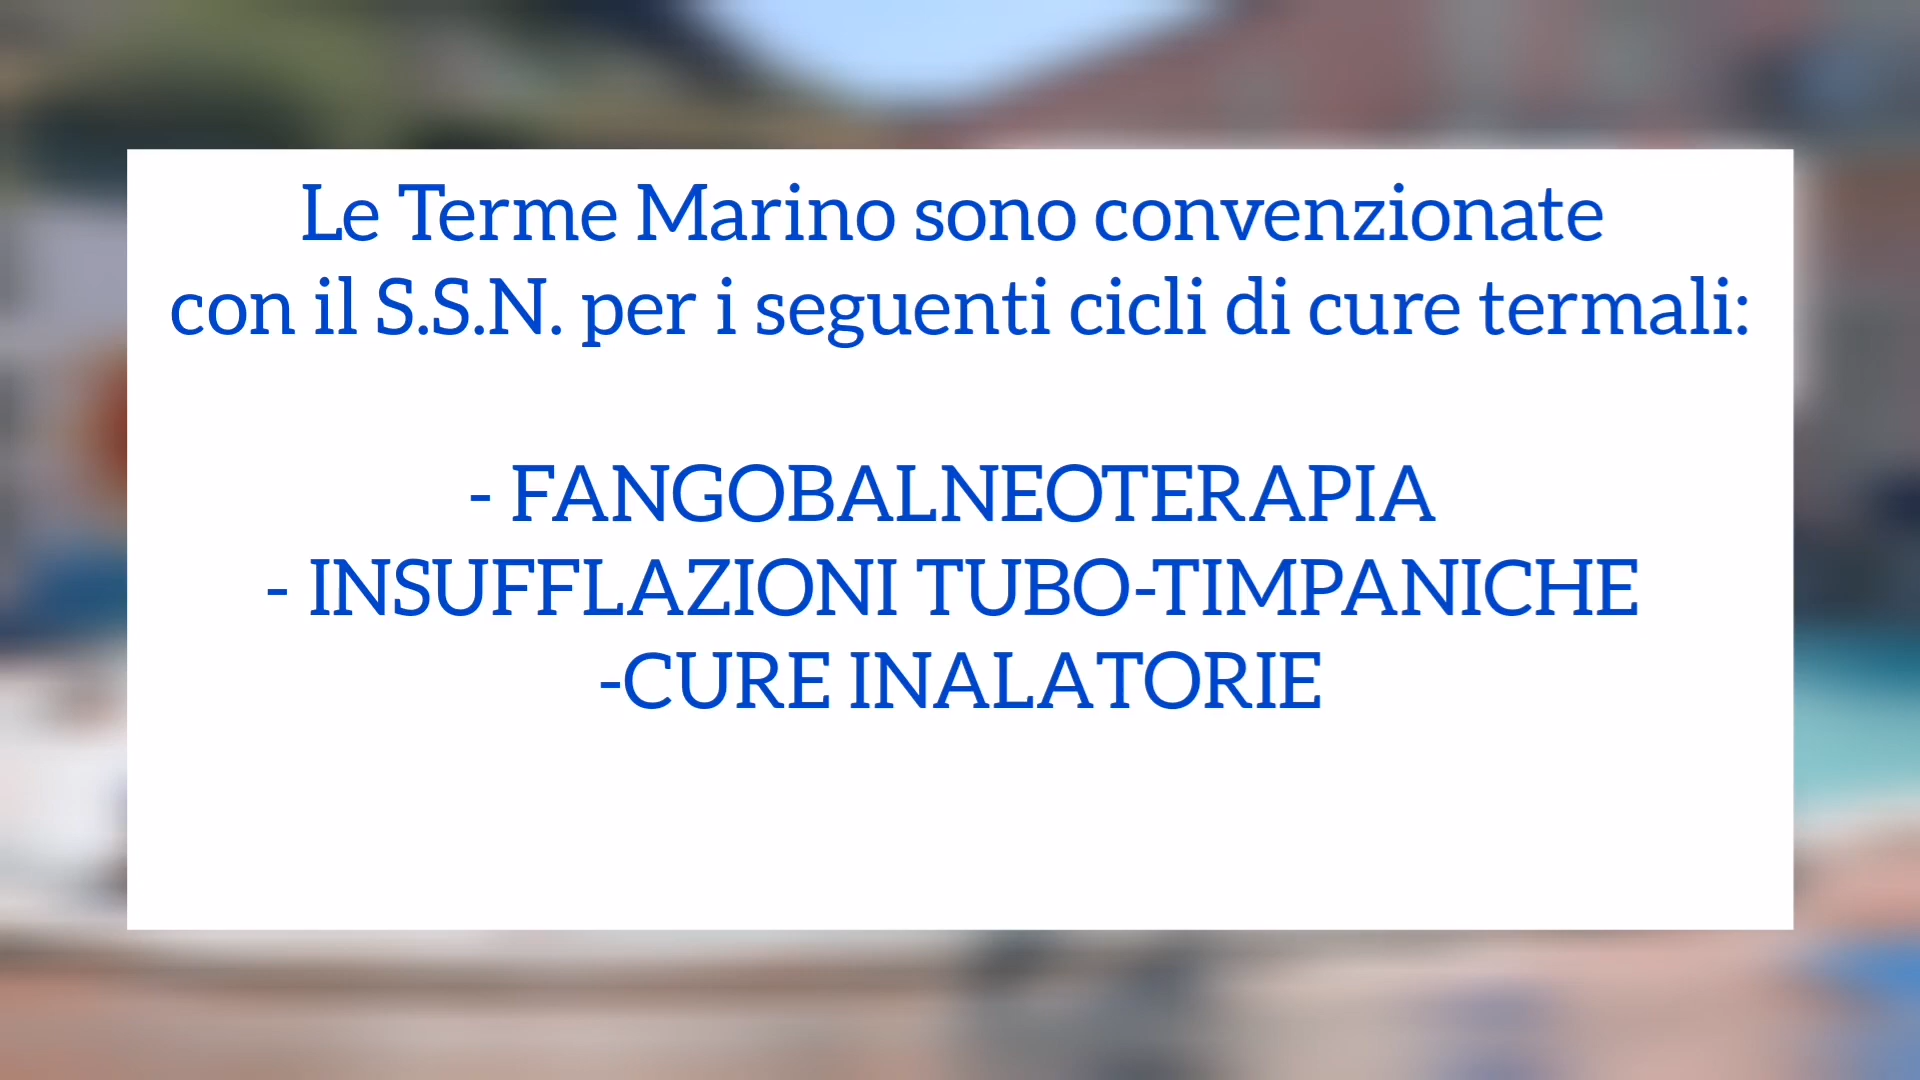 Le Terme Marino sono convenzionate
con il S.S.N. per i seguenti cicli di cure termali:
- FANGOBALNEOTERAPIA
- INSUFFLAZIONI TUBO-TIMPANICHE
-CURE INALATORIE